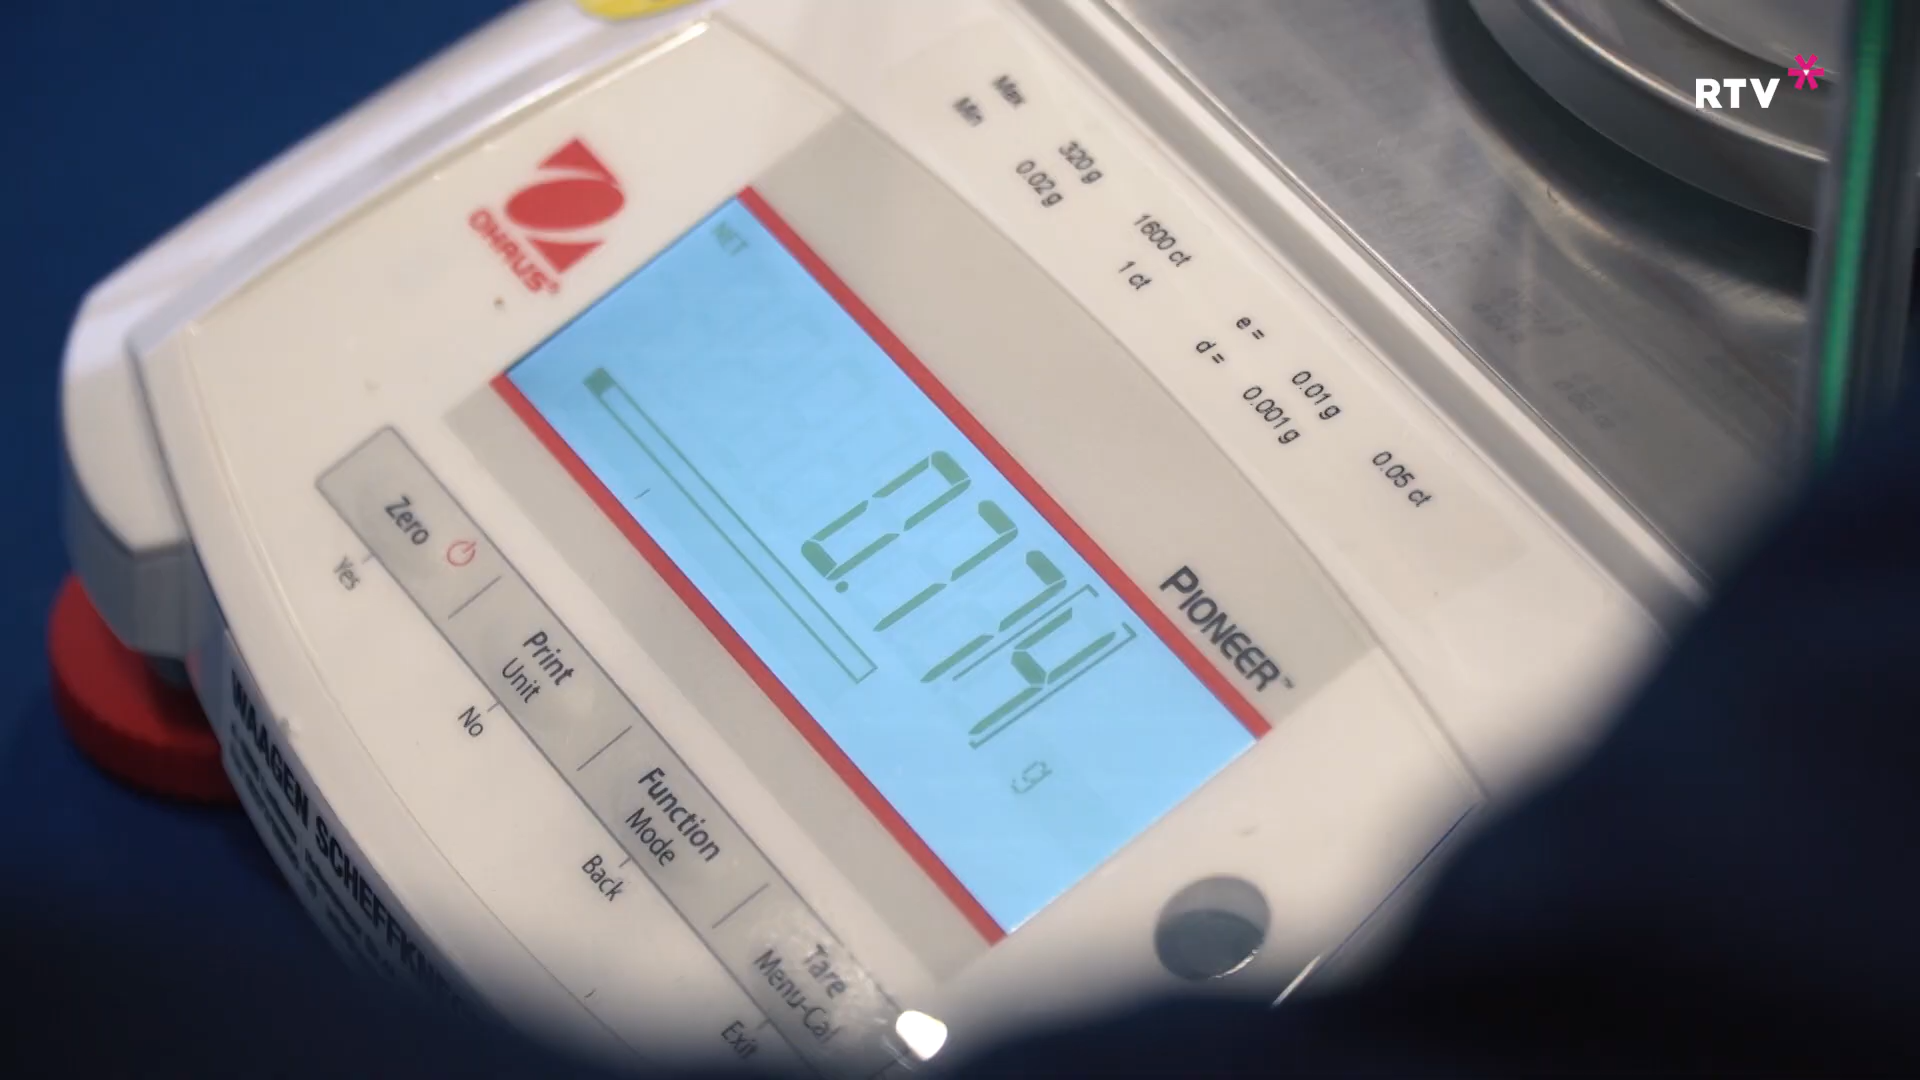 RTV
Max 320 g 1600 ct e = 0.01 g 0.05 ct
Min 0.02 g 1 ct d = 0.001 g
OHAUS®
NET
0.774 g
PIONEER™
Zero
Yes
Print
Unit
No
Function
Mode
Back
Tare
Menu-Cal
Exit
WAAGEN